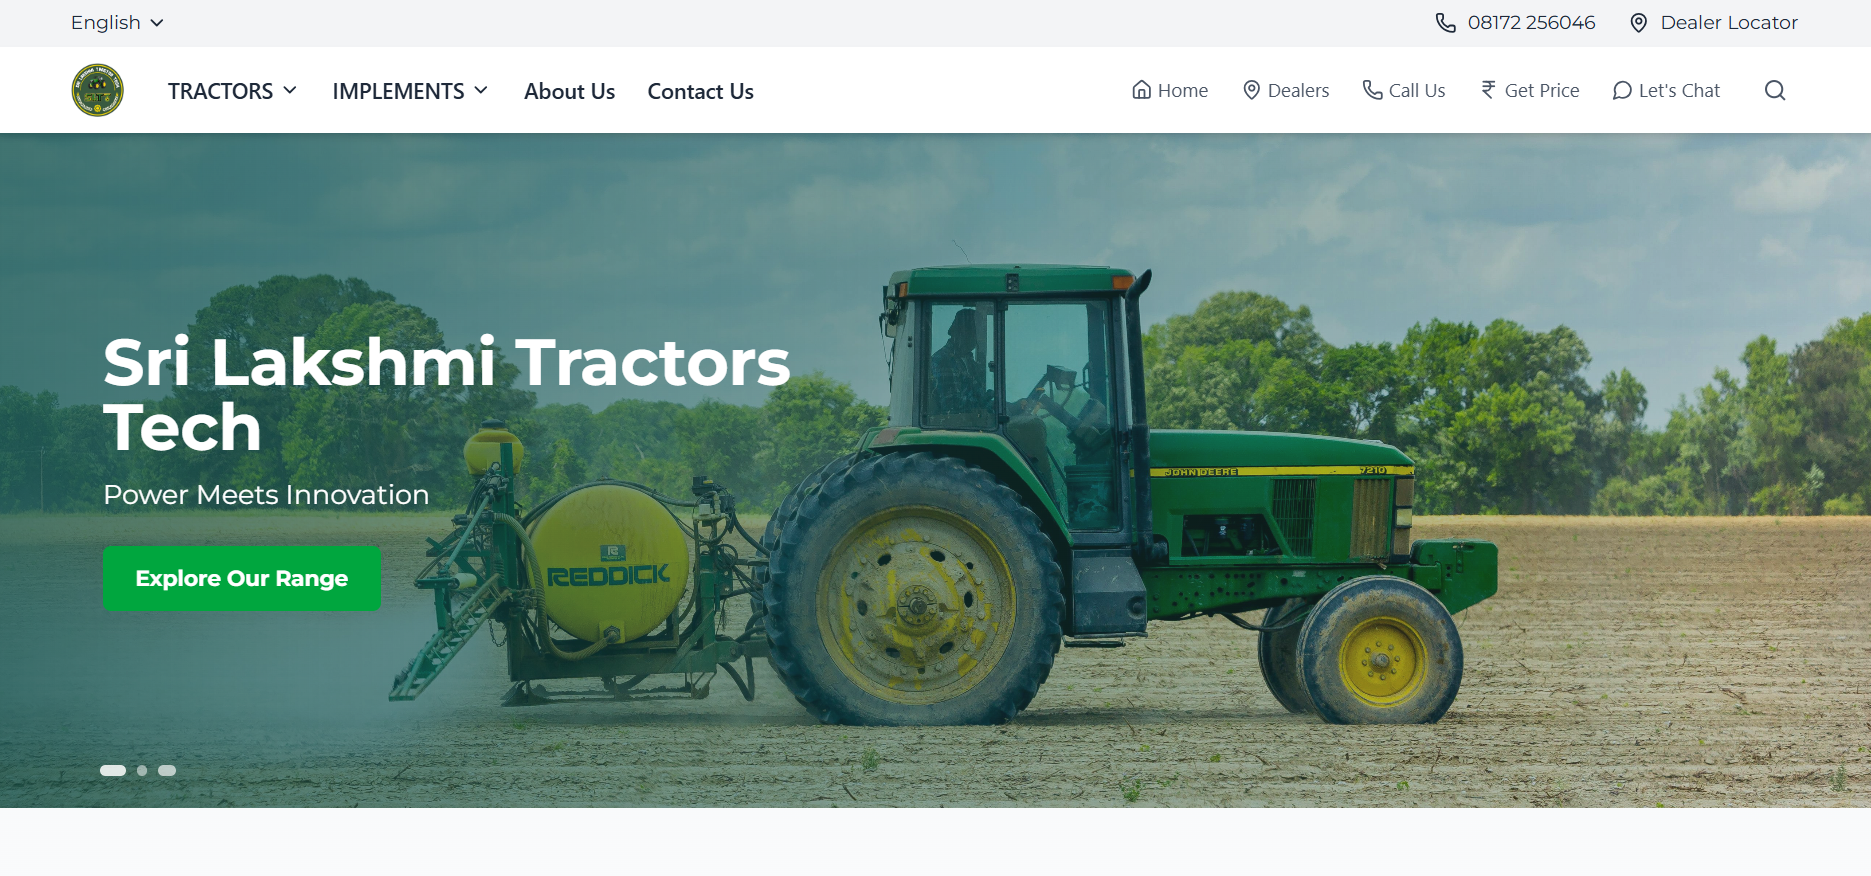 English
08172 256046
Dealer Locator
TRACTORS
IMPLEMENTS
About Us
Contact Us
Home
Dealers
Call Us
₹ Get Price
Let's Chat
Sri Lakshmi Tractors
Tech
Power Meets Innovation
Explore Our Range
REDDICK
JOHN DEERE
7210